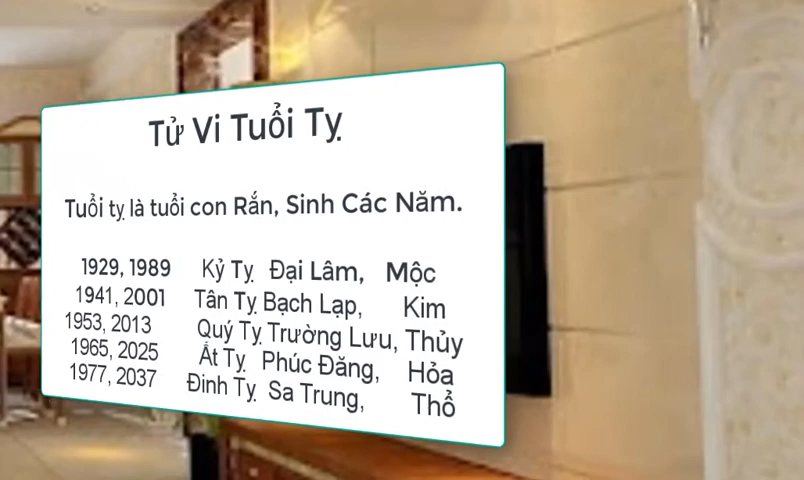 Tử Vi Tuổi Tỵ
Tuổi tỵ là tuổi con Rắn, Sinh Các Năm.
1929, 1989 Kỷ Tỵ Đại Lâm, Mộc
1941, 2001 Tân Tỵ Bạch Lạp, Kim
1953, 2013 Quý Tỵ Trường Lưu, Thủy
1965, 2025 Ất Tỵ Phúc Đăng, Hỏa
1977, 2037 Đinh Tỵ Sa Trung, Thổ